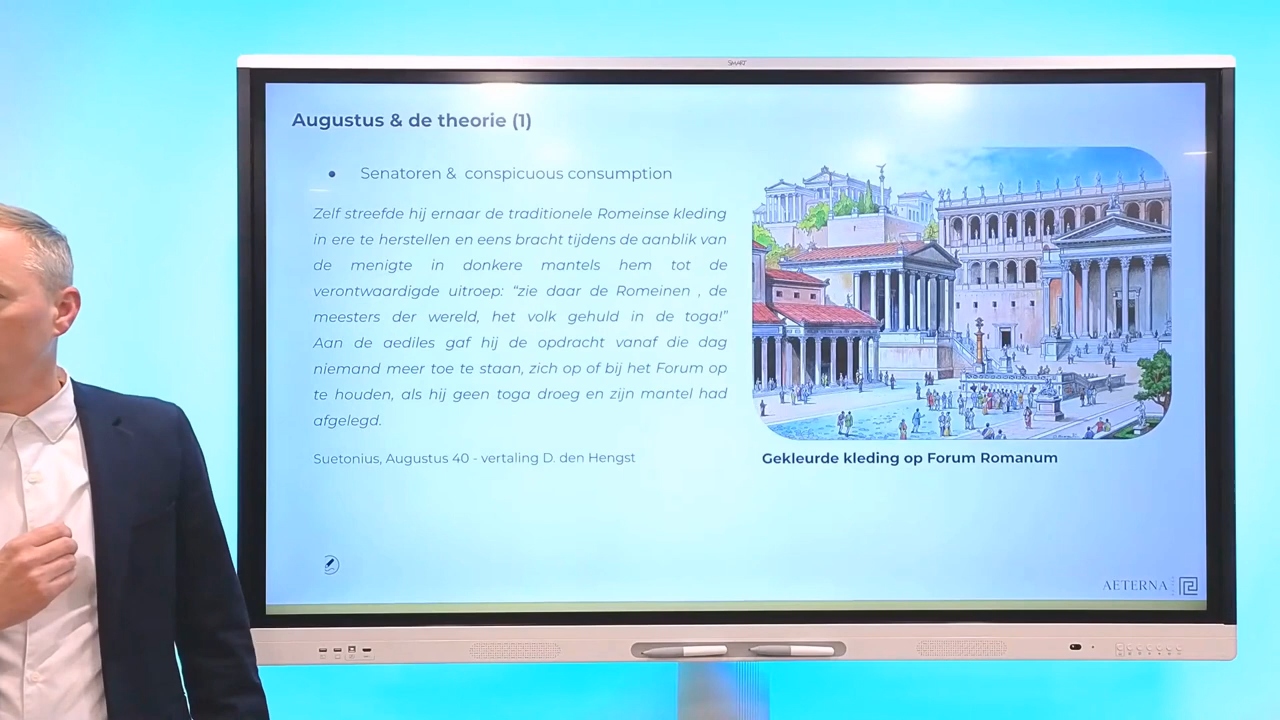 SMART
Augustus & de theorie (1)
• Senatoren & conspicuous consumption
Zelf streefde hij ernaar de traditionele Romeinse kleding
in ere te herstellen en eens bracht tijdens de aanblik van
de menigte in donkere mantels hem tot de
verontwaardigde uitroep: “zie daar de Romeinen , de
meesters der wereld, het volk gehuld in de toga!”
Aan de aediles gaf hij de opdracht vanaf die dag
niemand meer toe te staan, zich op of bij het Forum op
te houden, als hij geen toga droeg en zijn mantel had
afgelegd.
Suetonius, Augustus 40 - vertaling D. den Hengst
Gekleurde kleding op Forum Romanum
AETERNA